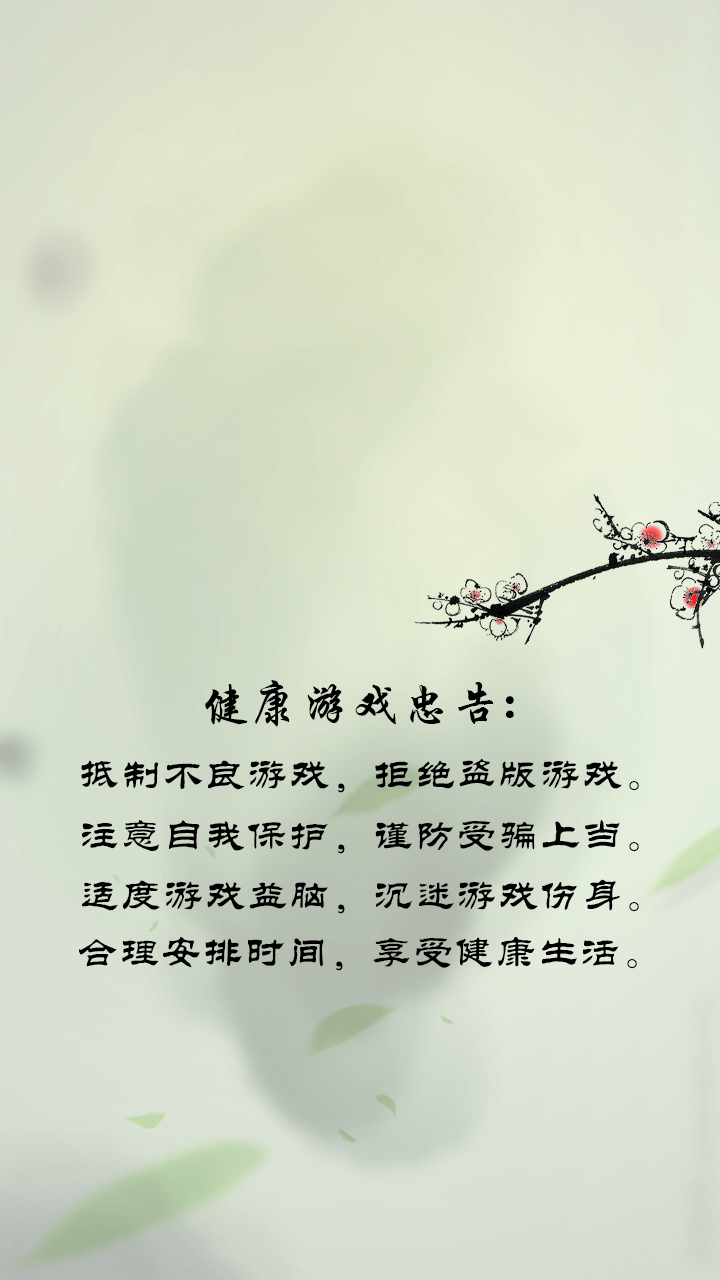 健康游戏忠告：
抵制不良游戏，拒绝盗版游戏。
注意自我保护，谨防受骗上当。
适度游戏益脑，沉迷游戏伤身。
合理安排时间，享受健康生活。